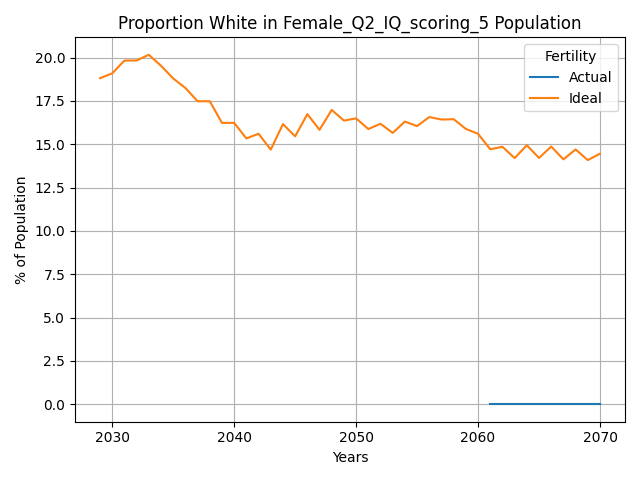 Proportion White in Female_Q2_IQ_scoring_5 Population
Fertility
Actual
Ideal
% of Population
20.0
17.5
15.0
12.5
10.0
7.5
5.0
2.5
0.0
2030 2040 2050 2060 2070
Years